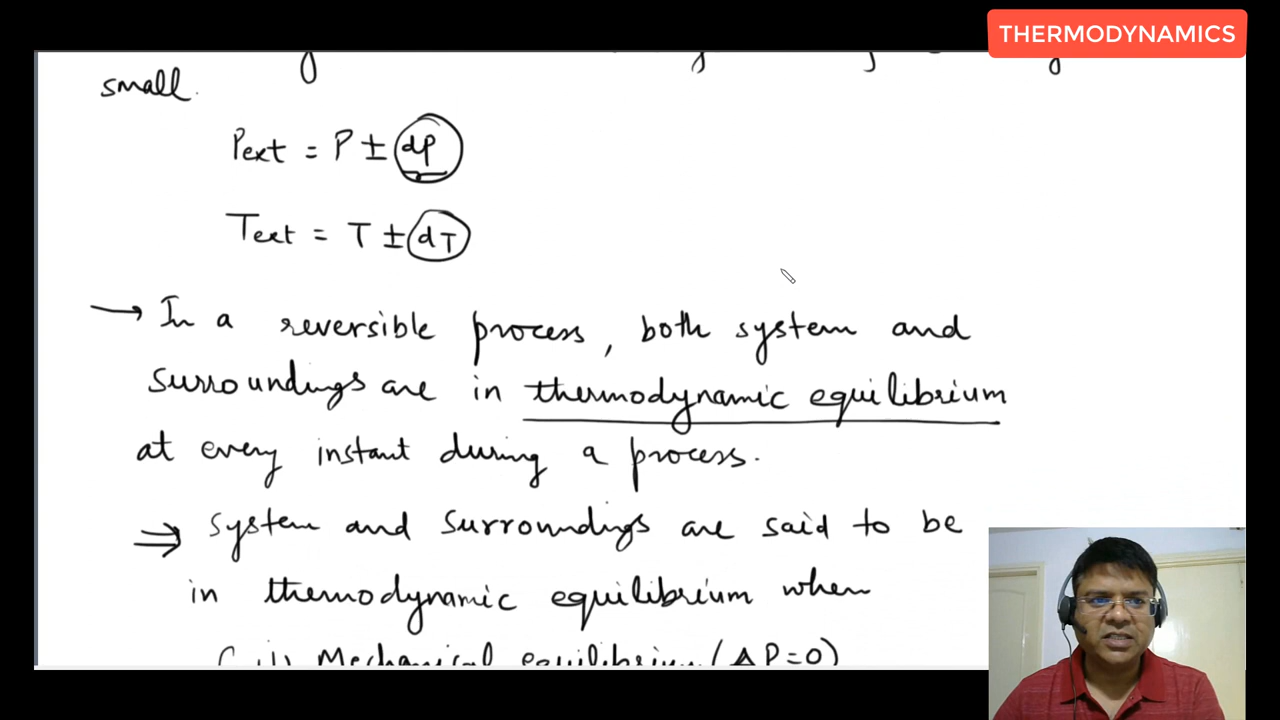 THERMODYNAMICS
small.
Pext = P ± dp
Text = T ± dT
→ In a reversible process, both system and
surroundings are in thermodynamic equilibrium
at every instant during a process.
⇒ System and surroundings are said to be
in thermodynamic equilibrium when
Mechanical equilibrium (ΔP=0)